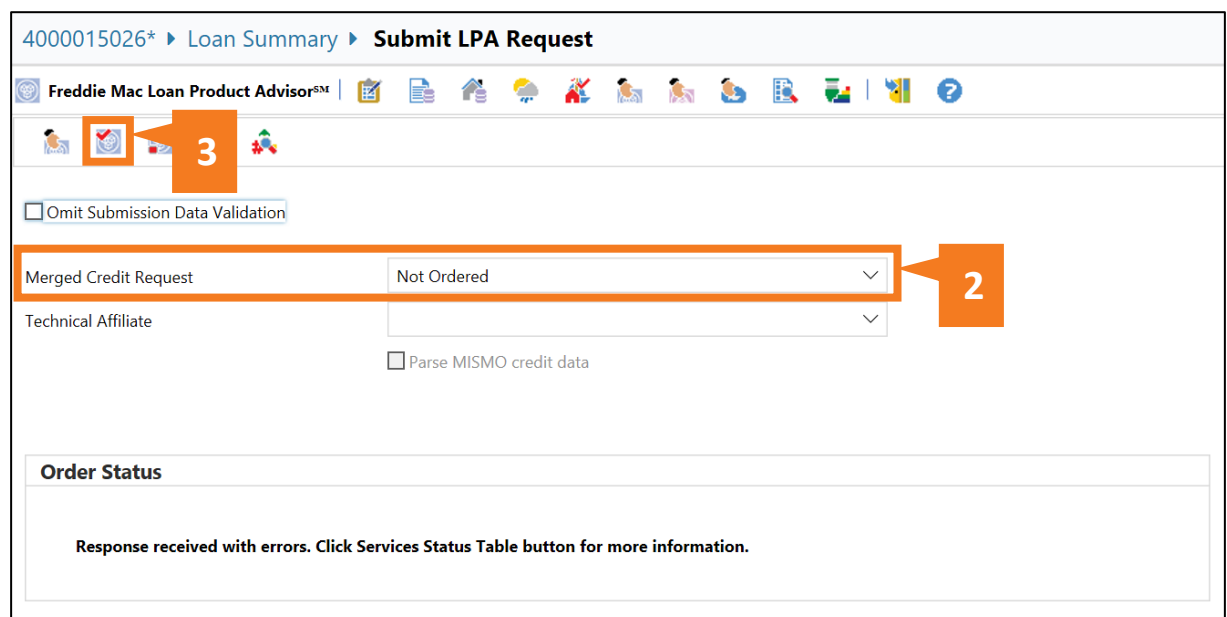 4000015026* ▸ Loan Summary ▸ Submit LPA Request
Freddie Mac Loan Product Advisor℠
3
Omit Submission Data Validation
Merged Credit Request Not Ordered
2
Technical Affiliate
Parse MISMO credit data
Order Status
Response received with errors. Click Services Status Table button for more information.